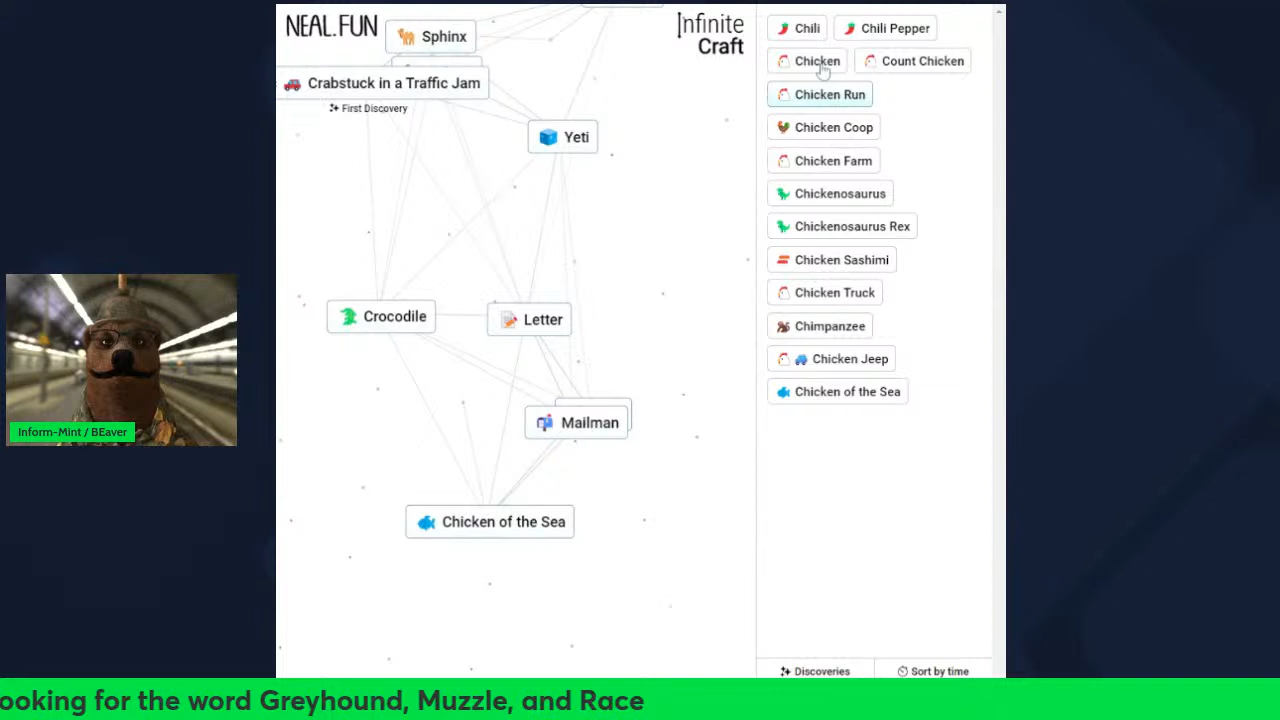 NEAL.FUN
Infinite
Craft
Sphinx
Crabstuck in a Traffic Jam
First Discovery
Yeti
Crocodile
Letter
Mailman
Chicken of the Sea
Chili
Chili Pepper
Chicken
Count Chicken
Chicken Run
Chicken Coop
Chicken Farm
Chickenosaurus
Chickenosaurus Rex
Chicken Sashimi
Chicken Truck
Chimpanzee
Chicken Jeep
Chicken of the Sea
Discoveries
Sort by time
Inform-Mint / BEaver
ooking for the word Greyhound, Muzzle, and Race